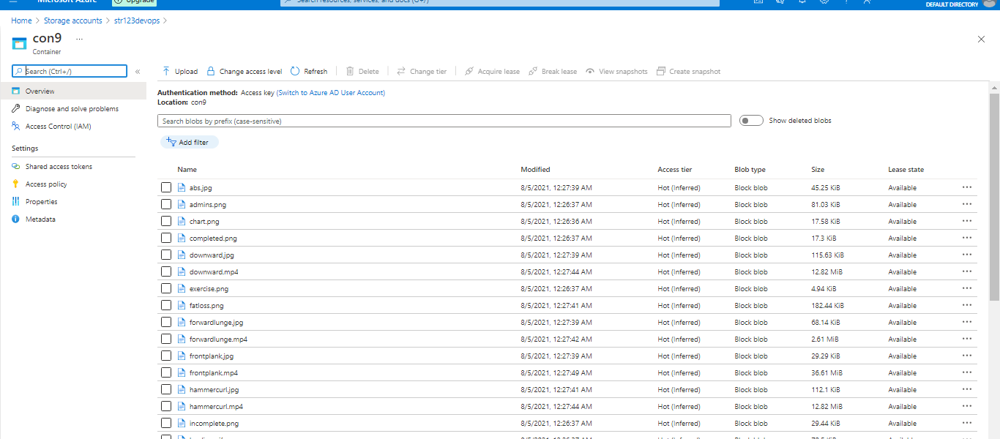 Microsoft Azure
Upgrade
Search resources, services, and docs (G+/)
DEFAULT DIRECTORY
Home > Storage accounts > str123devops >
con9 ...
Container
Search (Ctrl+/)
«
Overview
Diagnose and solve problems
Access Control (IAM)
Settings
Shared access tokens
Access policy
Properties
Metadata
Upload Change access level Refresh Delete Change tier Acquire lease Break lease View snapshots Create snapshot
Authentication method: Access key (Switch to Azure AD User Account)
Location: con9
Search blobs by prefix (case-sensitive)
Show deleted blobs
Add filter
Name Modified Access tier Blob type Size Lease state
abs.jpg 8/5/2021, 12:27:39 AM Hot (Inferred) Block blob 45.25 KiB Available ...
admins.png 8/5/2021, 12:26:37 AM Hot (Inferred) Block blob 81.03 KiB Available ...
chart.png 8/5/2021, 12:26:36 AM Hot (Inferred) Block blob 17.58 KiB Available ...
completed.png 8/5/2021, 12:26:37 AM Hot (Inferred) Block blob 17.3 KiB Available ...
downward.jpg 8/5/2021, 12:27:39 AM Hot (Inferred) Block blob 115.63 KiB Available ...
downward.mp4 8/5/2021, 12:27:44 AM Hot (Inferred) Block blob 12.82 MiB Available ...
exercise.png 8/5/2021, 12:26:37 AM Hot (Inferred) Block blob 4.94 KiB Available ...
fatloss.png 8/5/2021, 12:27:41 AM Hot (Inferred) Block blob 182.44 KiB Available ...
forwardlunge.jpg 8/5/2021, 12:27:39 AM Hot (Inferred) Block blob 68.14 KiB Available ...
forwardlunge.mp4 8/5/2021, 12:27:42 AM Hot (Inferred) Block blob 2.61 MiB Available ...
frontplank.jpg 8/5/2021, 12:27:39 AM Hot (Inferred) Block blob 29.29 KiB Available ...
frontplank.mp4 8/5/2021, 12:27:49 AM Hot (Inferred) Block blob 36.61 MiB Available ...
hammercurl.jpg 8/5/2021, 12:27:39 AM Hot (Inferred) Block blob 112.1 KiB Available ...
hammercurl.mp4 8/5/2021, 12:27:44 AM Hot (Inferred) Block blob 12.82 MiB Available ...
incomplete.png 8/5/2021, 12:26:37 AM Hot (Inferred) Block blob 29.44 KiB Available ...